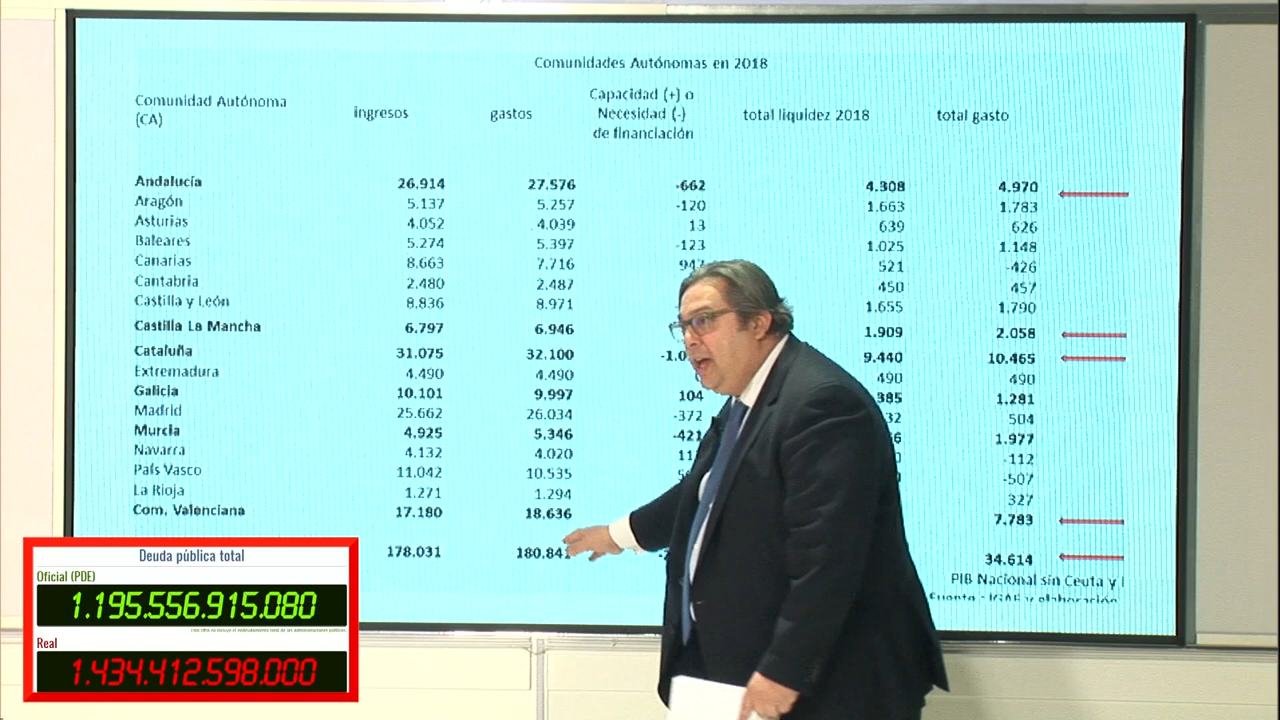 Comunidades Autónomas en 2018
Comunidad Autónoma (CA) ingresos gastos Capacidad (+) o Necesidad (-) de financiación total liquidez 2018 total gasto
Andalucía 26.914 27.576 -662 4.308 4.970
Aragón 5.137 5.257 -120 1.663 1.783
Asturias 4.052 4.039 13 639 626
Baleares 5.274 5.397 -123 1.025 1.148
Canarias 8.663 7.716 947 521 -426
Cantabria 2.480 2.487 450 457
Castilla y León 8.836 8.971 1.655 1.790
Castilla La Mancha 6.797 6.946 1.909 2.058
Cataluña 31.075 32.100 9.440 10.465
Extremadura 4.490 4.490 490 490
Galicia 10.101 9.997 104 1.281
Madrid 25.662 26.034 -372 504
Murcia 4.925 5.346 -421 1.977
Navarra 4.132 4.020 -112
País Vasco 11.042 10.535 -507
La Rioja 1.271 1.294 327
Com. Valenciana 17.180 18.636 7.783
178.031 180.841 34.614
PIB Nacional sin Ceuta y
Deuda pública total
Oficial (PDE)
1.195.556.915.080
Real
1.434.412.598.000